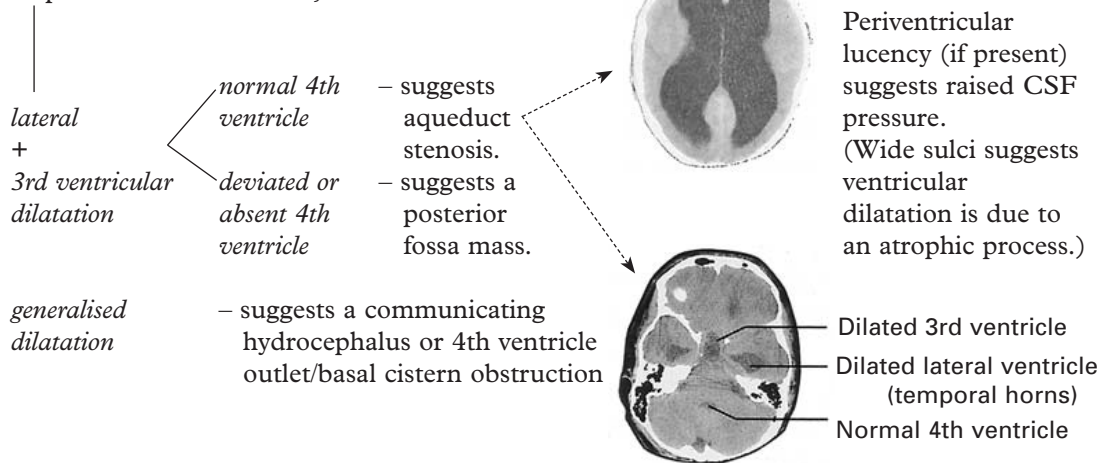 lateral
+
3rd ventricular
dilatation
normal 4th
ventricle
– suggests
aqueduct
stenosis.
deviated or
absent 4th
ventricle
– suggests a
posterior
fossa mass.
generalised
dilatation
– suggests a communicating
hydrocephalus or 4th ventricle
outlet/basal cistern obstruction
Periventricular
lucency (if present)
suggests raised CSF
pressure.
(Wide sulci suggests
ventricular
dilatation is due to
an atrophic process.)
Dilated 3rd ventricle
Dilated lateral ventricle
(temporal horns)
Normal 4th ventricle